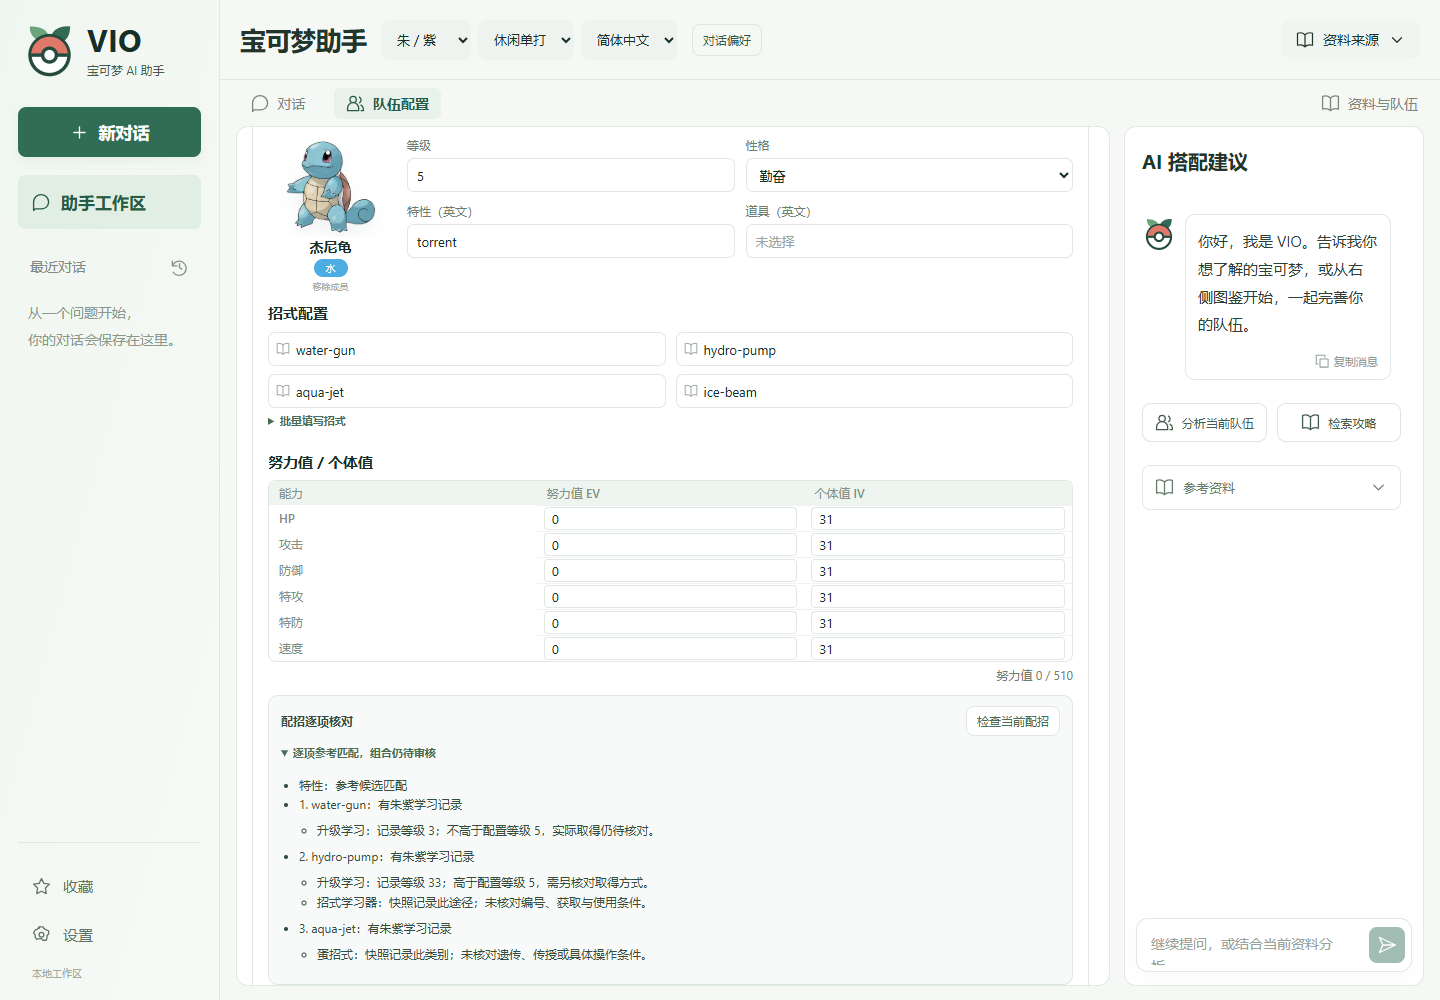 VIO
宝可梦 AI 助手
新对话
助手工作区
最近对话
从一个问题开始，
你的对话会保存在这里。
收藏
设置
本地工作区
宝可梦助手
朱 / 紫
休闲单打
简体中文
对话偏好
资料来源
对话
队伍配置
资料与队伍
杰尼龟
水
移除成员
等级
5
性格
勤奋
特性（英文）
torrent
道具（英文）
未选择
招式配置
water-gun
hydro-pump
aqua-jet
ice-beam
批量填写招式
努力值 / 个体值
能力 努力值 EV 个体值 IV
HP 0 31
攻击 0 31
防御 0 31
特攻 0 31
特防 0 31
速度 0 31
努力值 0 / 510
配招逐项核对
检查当前配招
逐项参考匹配，组合仍待审核
特性：参考候选匹配
1. water-gun：有朱紫学习记录
升级学习：记录等级 3；不高于配置等级 5，实际取得仍待核对。
2. hydro-pump：有朱紫学习记录
升级学习：记录等级 33；高于配置等级 5，需另核对取得方式。
招式学习器：快照记录此途径；未核对编号、获取与使用条件。
3. aqua-jet：有朱紫学习记录
蛋招式：快照记录此类别；未核对遗传、传授或具体操作条件。
AI 搭配建议
你好，我是 VIO。告诉我你
想了解的宝可梦，或从右
侧图鉴开始，一起完善你
的队伍。
复制消息
分析当前队伍
检索攻略
参考资料
继续提问，或结合当前资料分
析